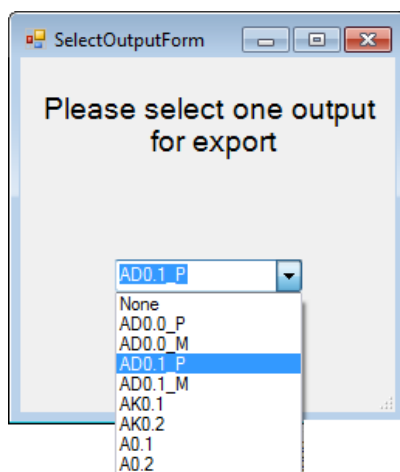 SelectOutputForm
Please select one output
for export
AD0.1_P
None
AD0.0_P
AD0.0_M
AD0.1_P
AD0.1_M
AK0.1
AK0.2
A0.1
A0.2